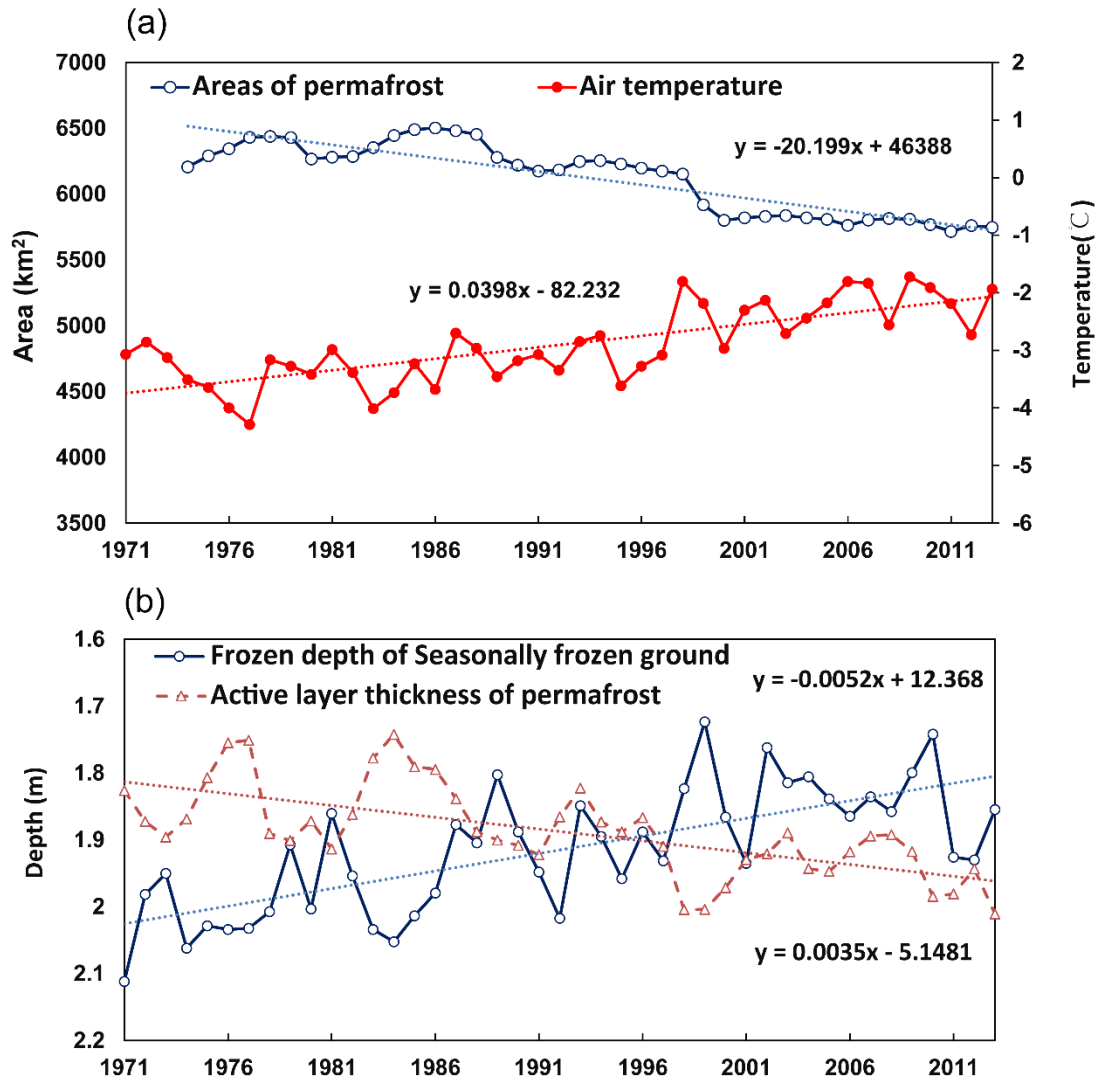 (a)
7000
6500
6000
5500
5000
4500
4000
3500
Area (km²)
Areas of permafrost
Air temperature
y = -20.199x + 46388
y = 0.0398x - 82.232
2
1
0
-1
-2
-3
-4
-5
-6
Temperature(℃)
1971 1976 1981 1986 1991 1996 2001 2006 2011
(b)
1.6
1.7
1.8
1.9
2
2.1
2.2
Depth (m)
Frozen depth of Seasonally frozen ground
Active layer thickness of permafrost
y = -0.0052x + 12.368
y = 0.0035x - 5.1481
1971 1976 1981 1986 1991 1996 2001 2006 2011